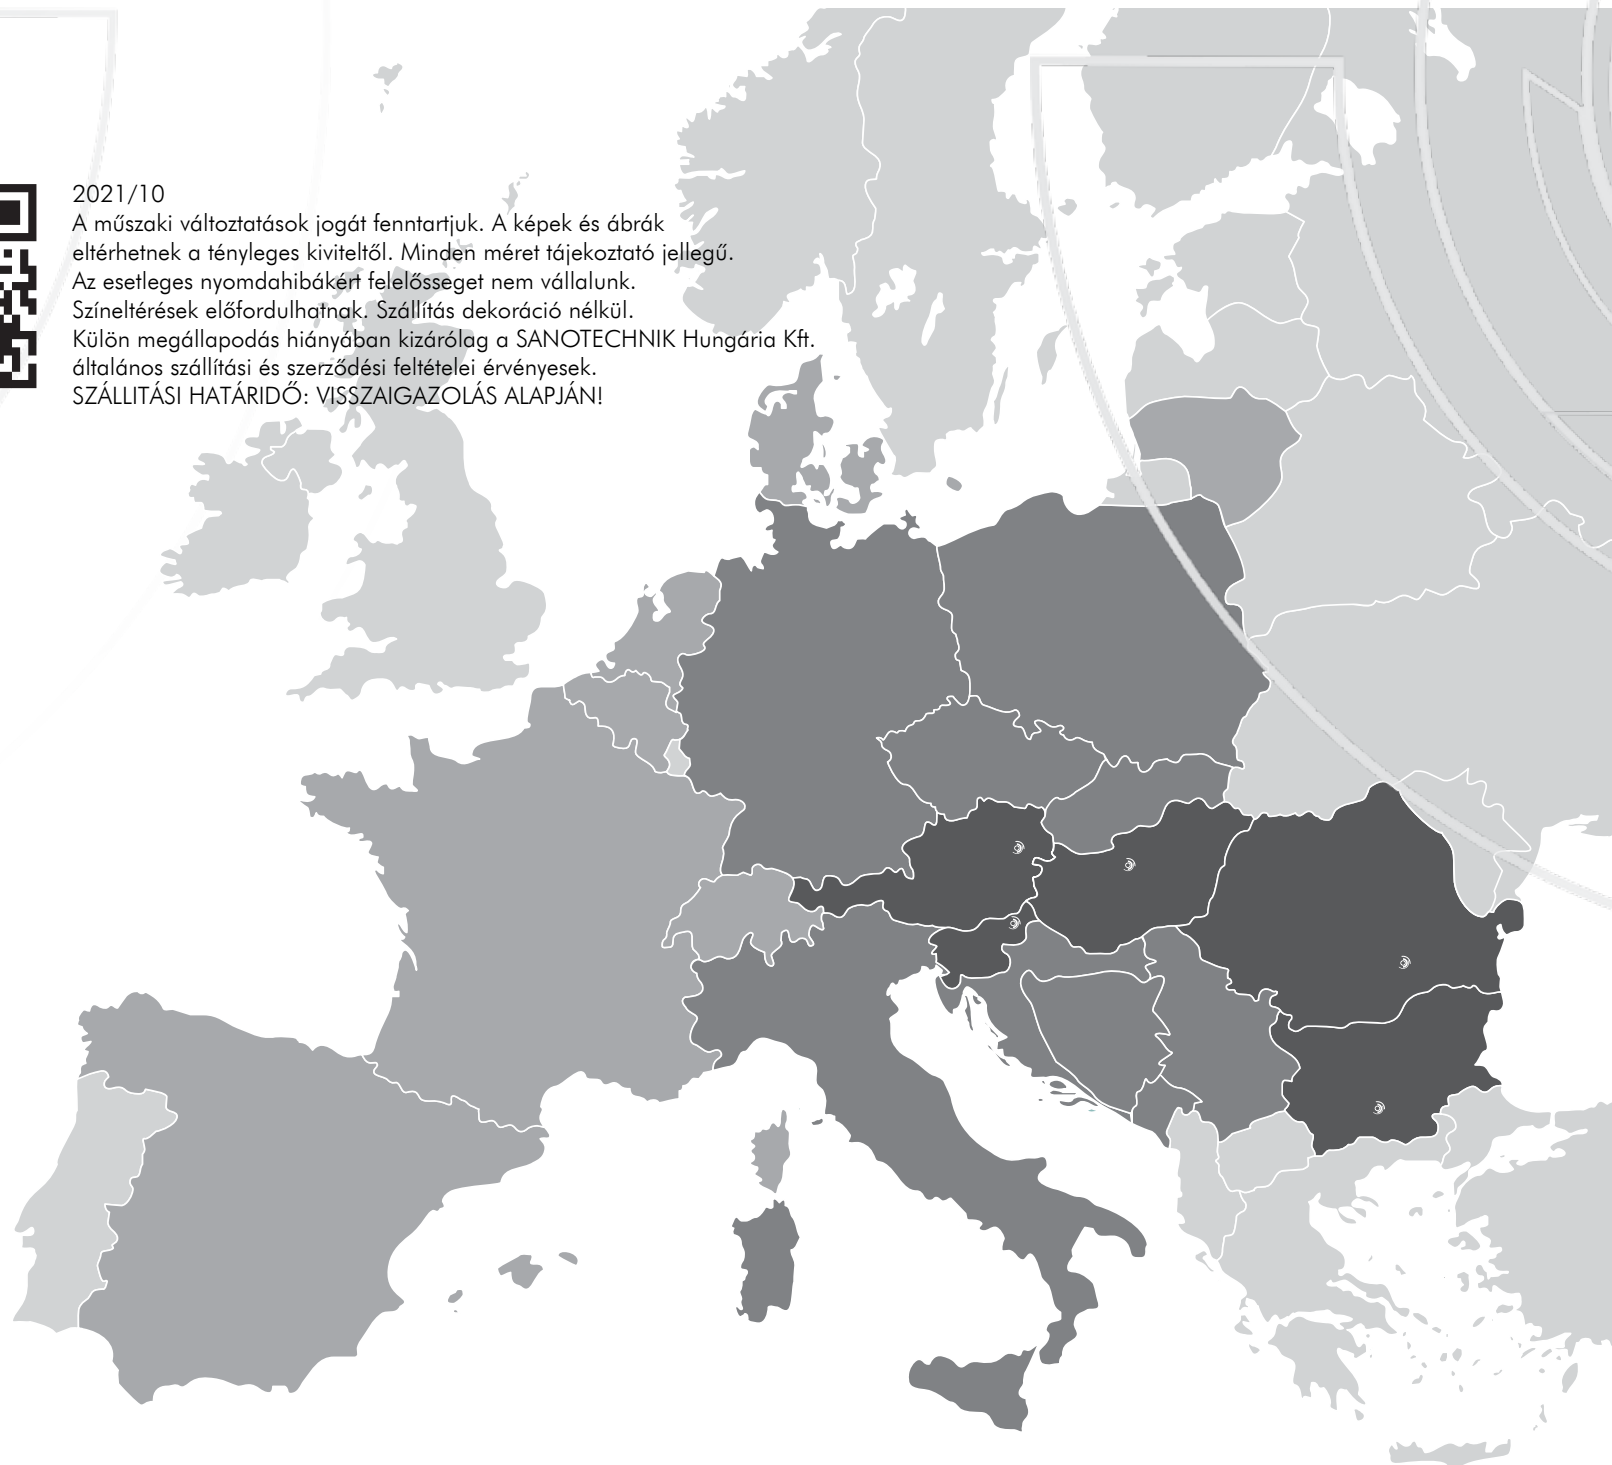 2021/10
A műszaki változtatások jogát fenntartjuk. A képek és ábrák
eltérhetnek a tényleges kiviteltől. Minden méret tájekoztató jellegű.
Az esetleges nyomdahibákért felelősseget nem vállalunk.
Színeltérések előfordulhatnak. Szállítás dekoráció nélkül.
Külön megállapodás hiányában kizárólag a SANOTECHNIK Hungária Kft.
általános szállítási és szerződési feltételei érvényesek.
SZÁLLITÁSI HATÁRIDŐ: VISSZAIGAZOLÁS ALAPJÁN!